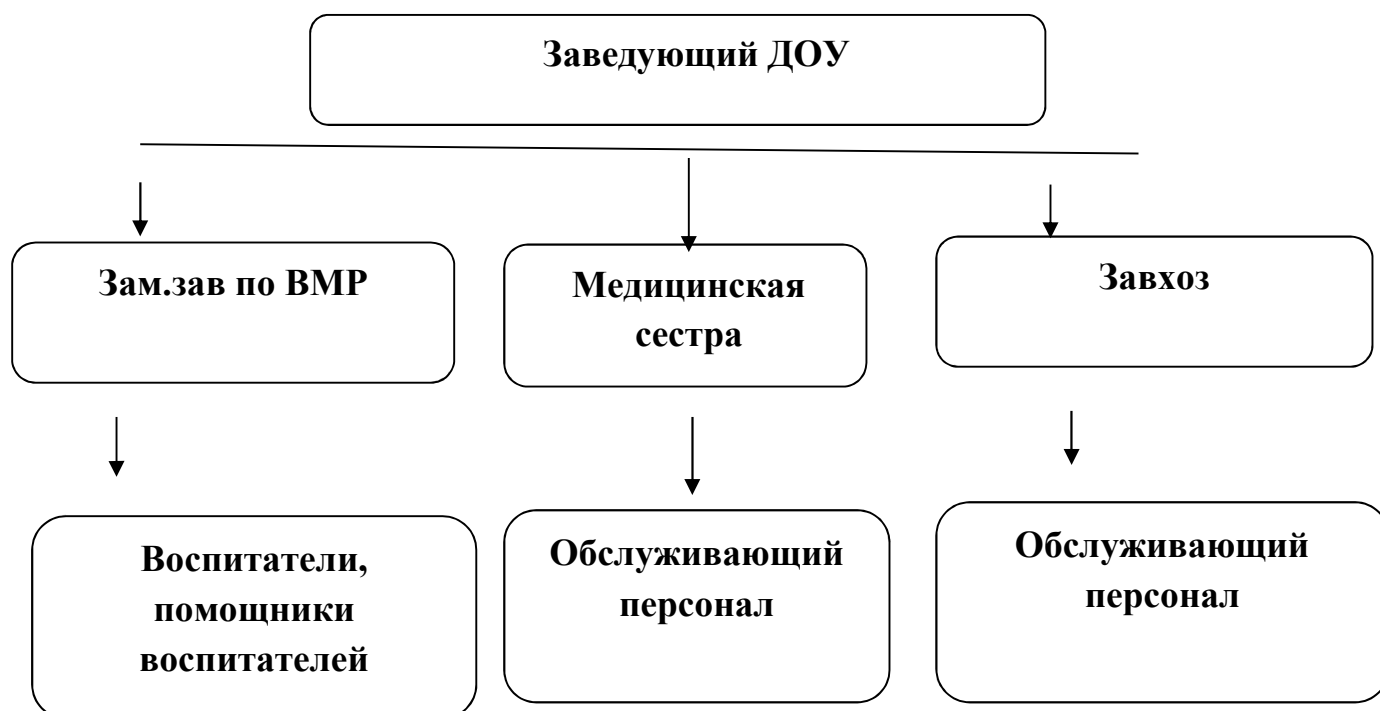 Заведующий ДОУ
Зам.зав по ВМР
Медицинская
сестра
Завхоз
Воспитатели,
помощники
воспитателей
Обслуживающий
персонал
Обслуживающий
персонал